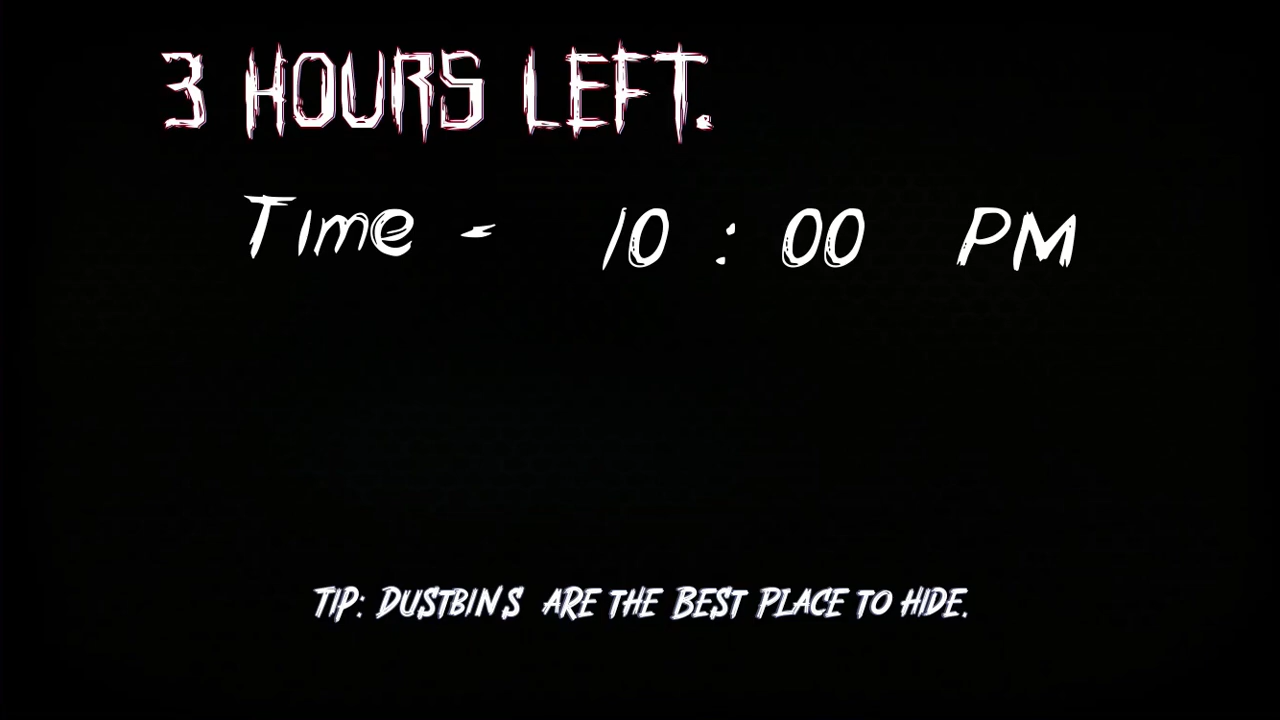 3 HOURS LEFT.
Time - 10 : 00 PM
TIP: DUSTBINS ARE THE BEST PLACE TO HIDE.